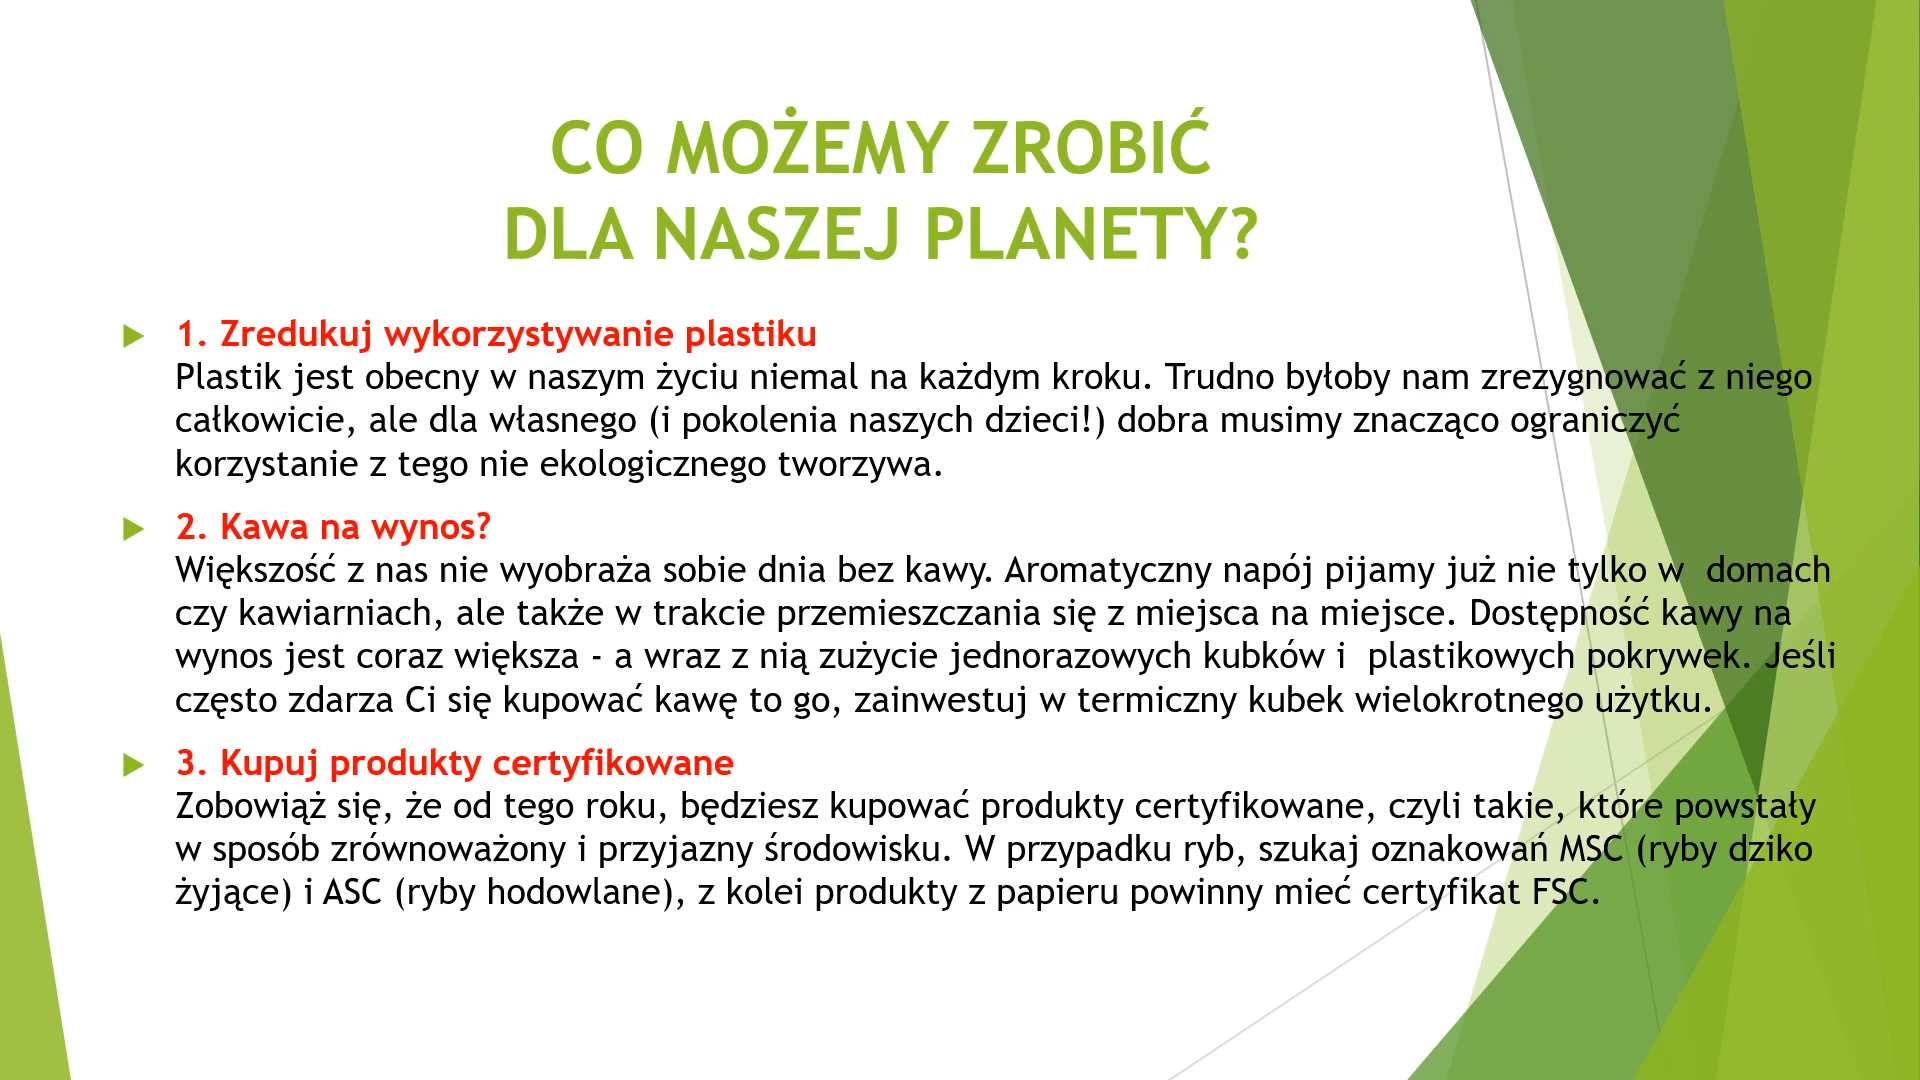 CO MOŻEMY ZROBIĆ
DLA NASZEJ PLANETY?
1. Zredukuj wykorzystywanie plastiku
Plastik jest obecny w naszym życiu niemal na każdym kroku. Trudno byłoby nam zrezygnować z niego
całkowicie, ale dla własnego (i pokolenia naszych dzieci!) dobra musimy znacząco ograniczyć
korzystanie z tego nie ekologicznego tworzywa.
2. Kawa na wynos?
Większość z nas nie wyobraża sobie dnia bez kawy. Aromatyczny napój pijamy już nie tylko w  domach
czy kawiarniach, ale także w trakcie przemieszczania się z miejsca na miejsce. Dostępność kawy na
wynos jest coraz większa - a wraz z nią zużycie jednorazowych kubków i  plastikowych pokrywek. Jeśli
często zdarza Ci się kupować kawę to go, zainwestuj w termiczny kubek wielokrotnego użytku.
3. Kupuj produkty certyfikowane
Zobowiąż się, że od tego roku, będziesz kupować produkty certyfikowane, czyli takie, które powstały
w sposób zrównoważony i przyjazny środowisku. W przypadku ryb, szukaj oznakowań MSC (ryby dziko
żyjące) i ASC (ryby hodowlane), z kolei produkty z papieru powinny mieć certyfikat FSC.